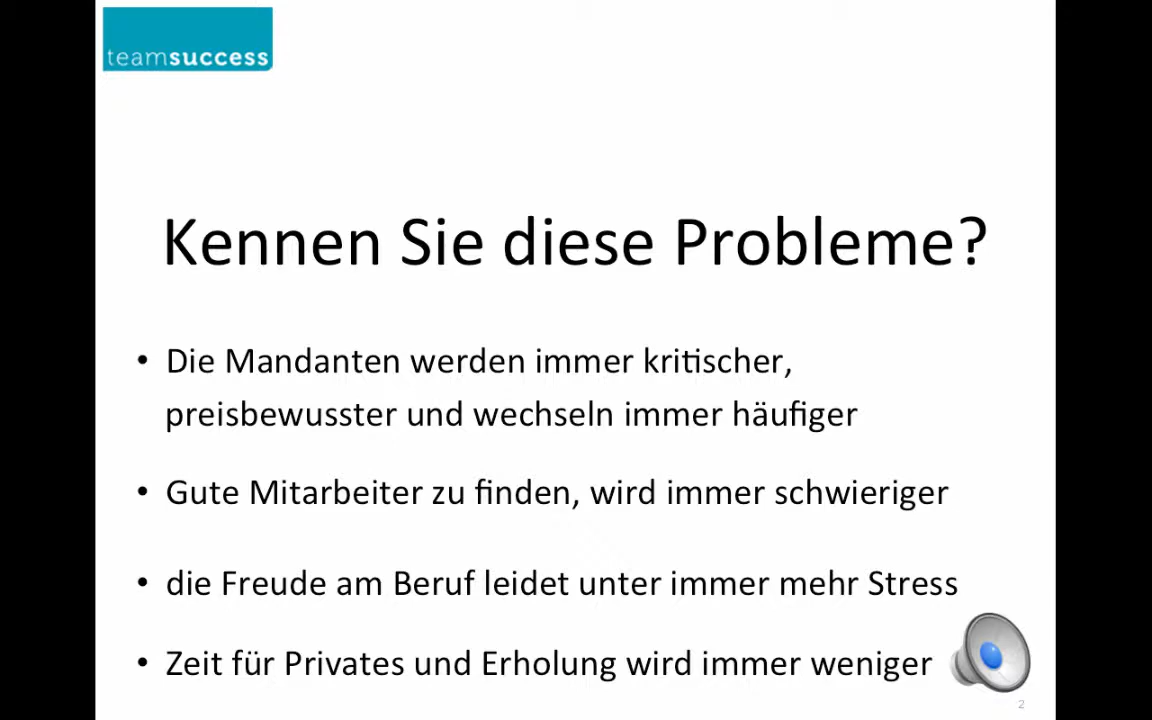 teamsuccess
Kennen Sie diese Probleme?
• Die Mandanten werden immer kritischer,
preisbewusster und wechseln immer häufiger
• Gute Mitarbeiter zu finden, wird immer schwieriger
• die Freude am Beruf leidet unter immer mehr Stress
• Zeit für Privates und Erholung wird immer weniger
2